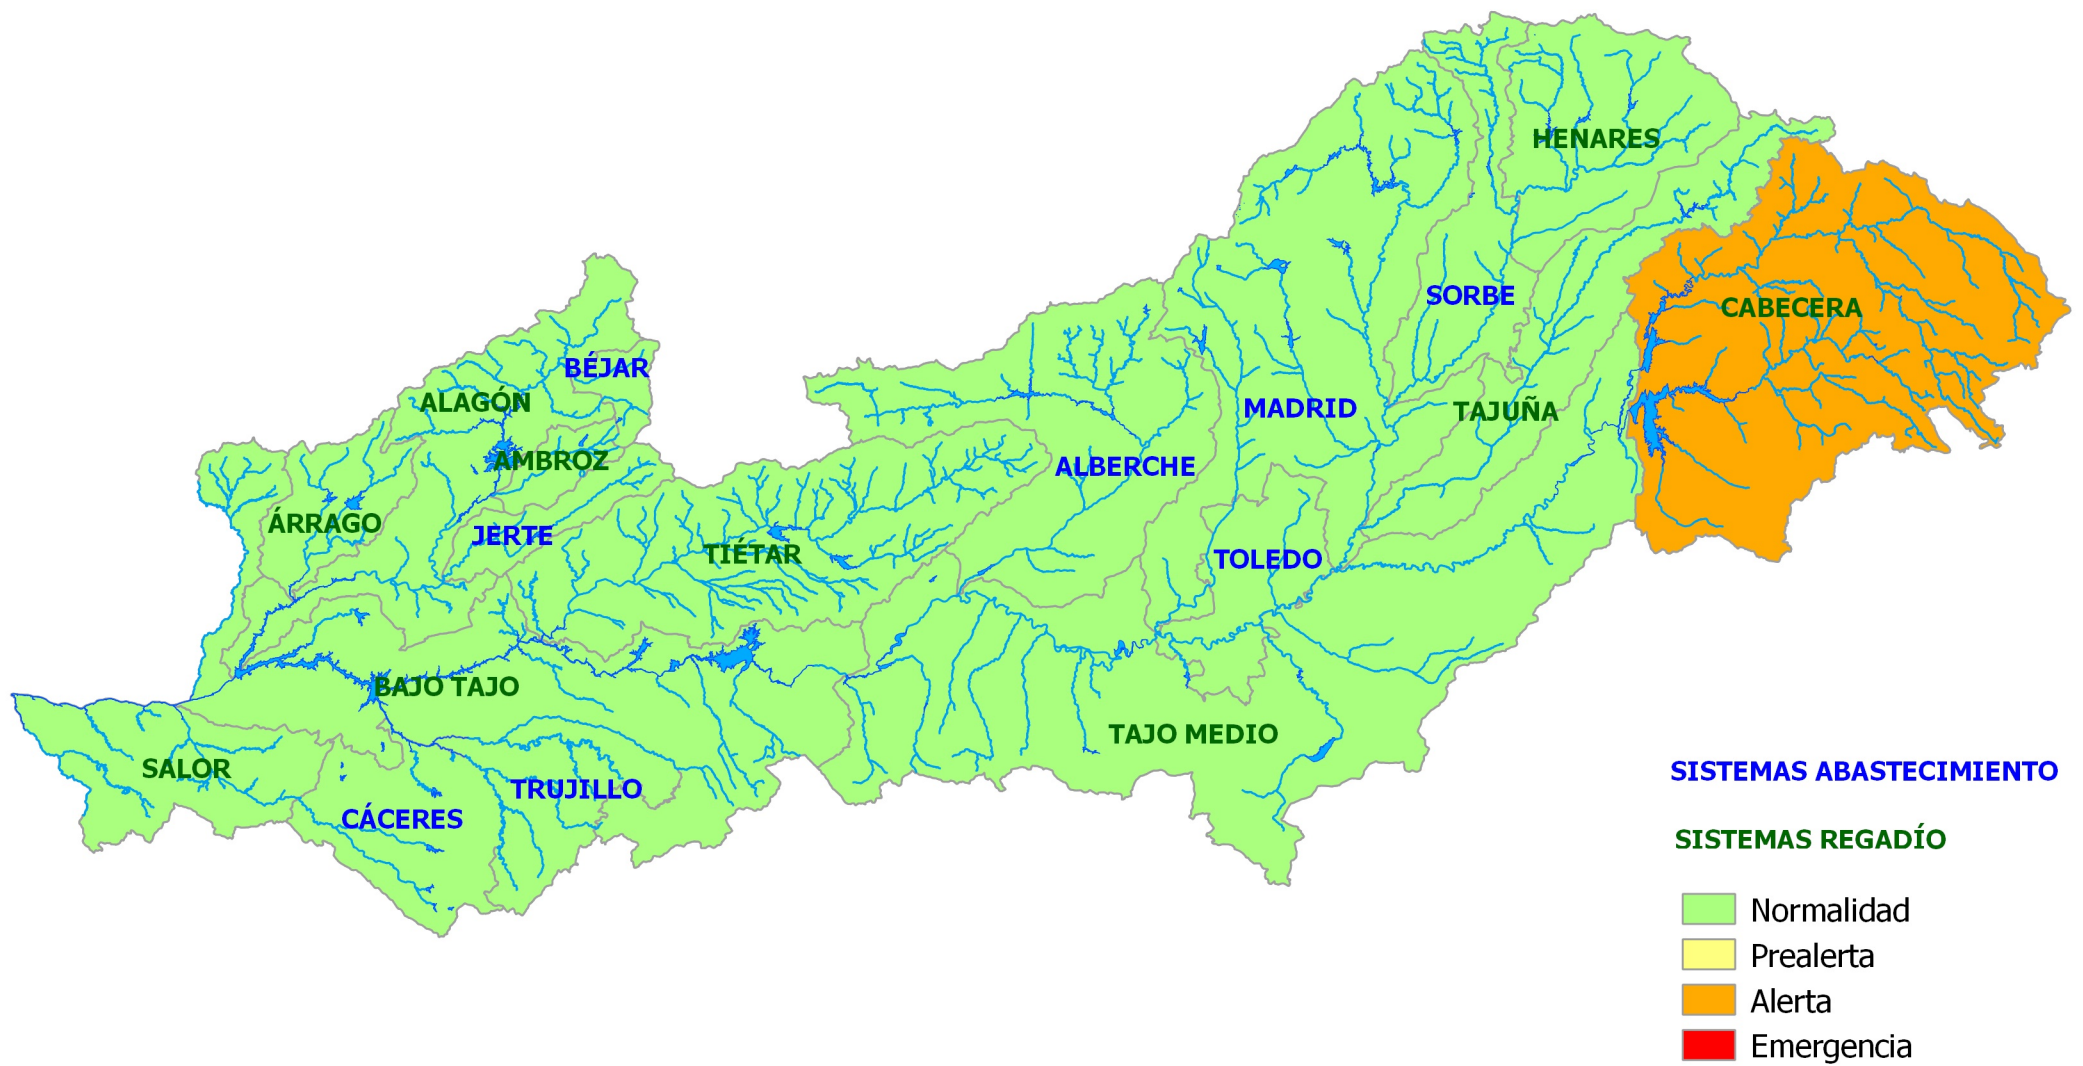 HENARES
SORBE
CABECERA
BÉJAR
ALAGÓN
MADRID
TAJUÑA
AMBROZ
ALBERCHE
ÁRRAGO
JERTE
TIÉTAR
TOLEDO
BAJO TAJO
TAJO MEDIO
SALOR
TRUJILLO
CÁCERES
SISTEMAS ABASTECIMIENTO
SISTEMAS REGADÍO
Normalidad
Prealerta
Alerta
Emergencia